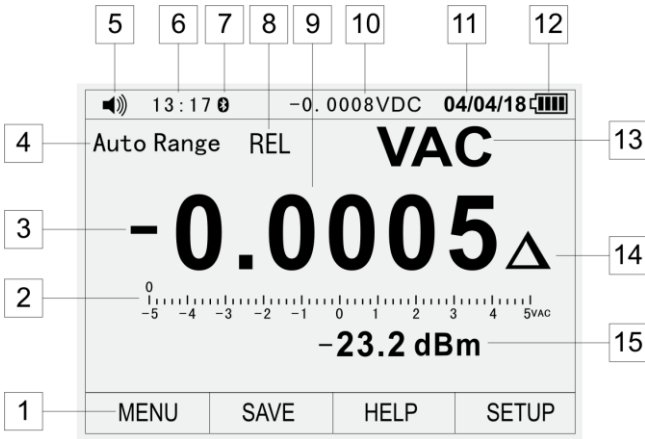 5 6 7 8 9 10 11 12
13:17 -0.0008VDC 04/04/18
4 Auto Range REL VAC 13
3 -0.0005Δ 14
0
2 -5 -4 -3 -2 -1 0 1 2 3 4 5VAC
-23.2 dBm 15
1 MENU SAVE HELP SETUP